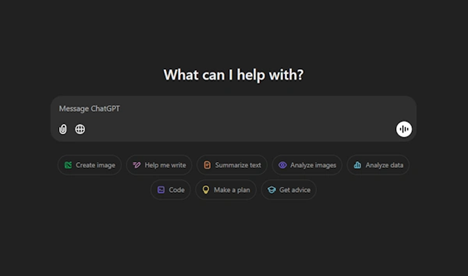 What can I help with?
Message ChatGPT
Create image Help me write Summarize text Analyze images Analyze data
Code Make a plan Get advice